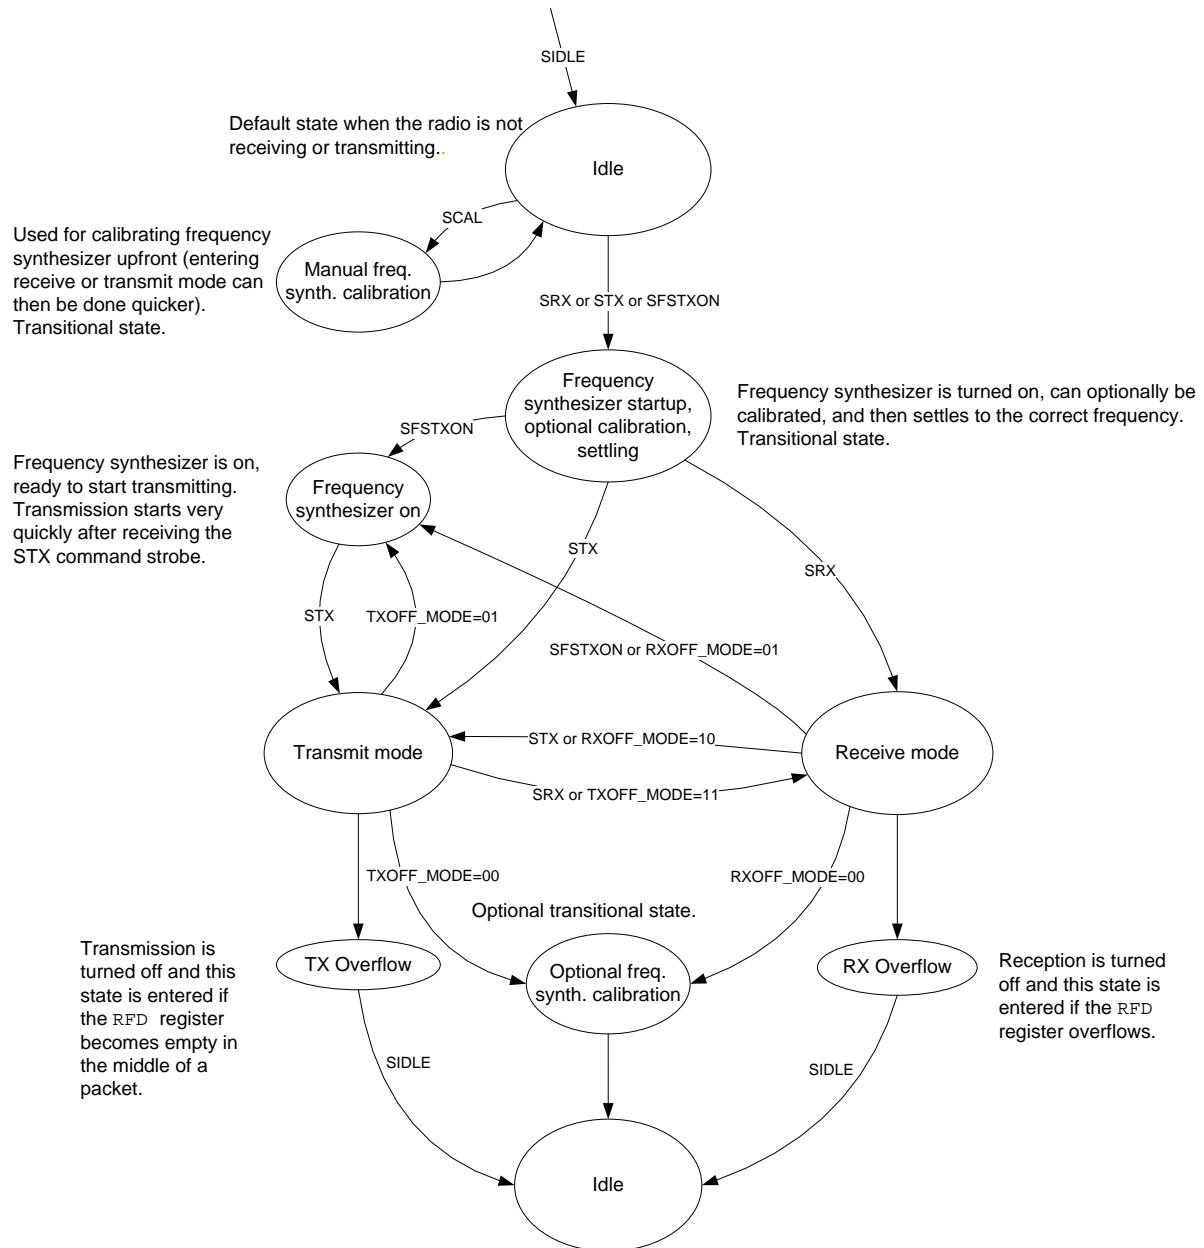 SIDLE
Default state when the radio is not
receiving or transmitting..
Idle
SCAL
Used for calibrating frequency
synthesizer upfront (entering
receive or transmit mode can
then be done quicker).
Transitional state.
Manual freq.
synth. calibration
SRX or STX or SFSTXON
Frequency
synthesizer startup,
optional calibration,
settling
Frequency synthesizer is turned on, can optionally be
calibrated, and then settles to the correct frequency.
Transitional state.
SFSTXON
Frequency synthesizer is on,
ready to start transmitting.
Transmission starts very
quickly after receiving the
STX command strobe.
Frequency
synthesizer on
STX
SRX
STX
TXOFF_MODE=01
SFSTXON or RXOFF_MODE=01
Transmit mode
STX or RXOFF_MODE=10
Receive mode
SRX or TXOFF_MODE=11
TXOFF_MODE=00
RXOFF_MODE=00
Optional transitional state.
Transmission is
turned off and this
state is entered if
the RFD register
becomes empty in
the middle of a
packet.
TX Overflow
Optional freq.
synth. calibration
RX Overflow
Reception is turned
off and this state is
entered if the RFD
register overflows.
SIDLE
SIDLE
Idle